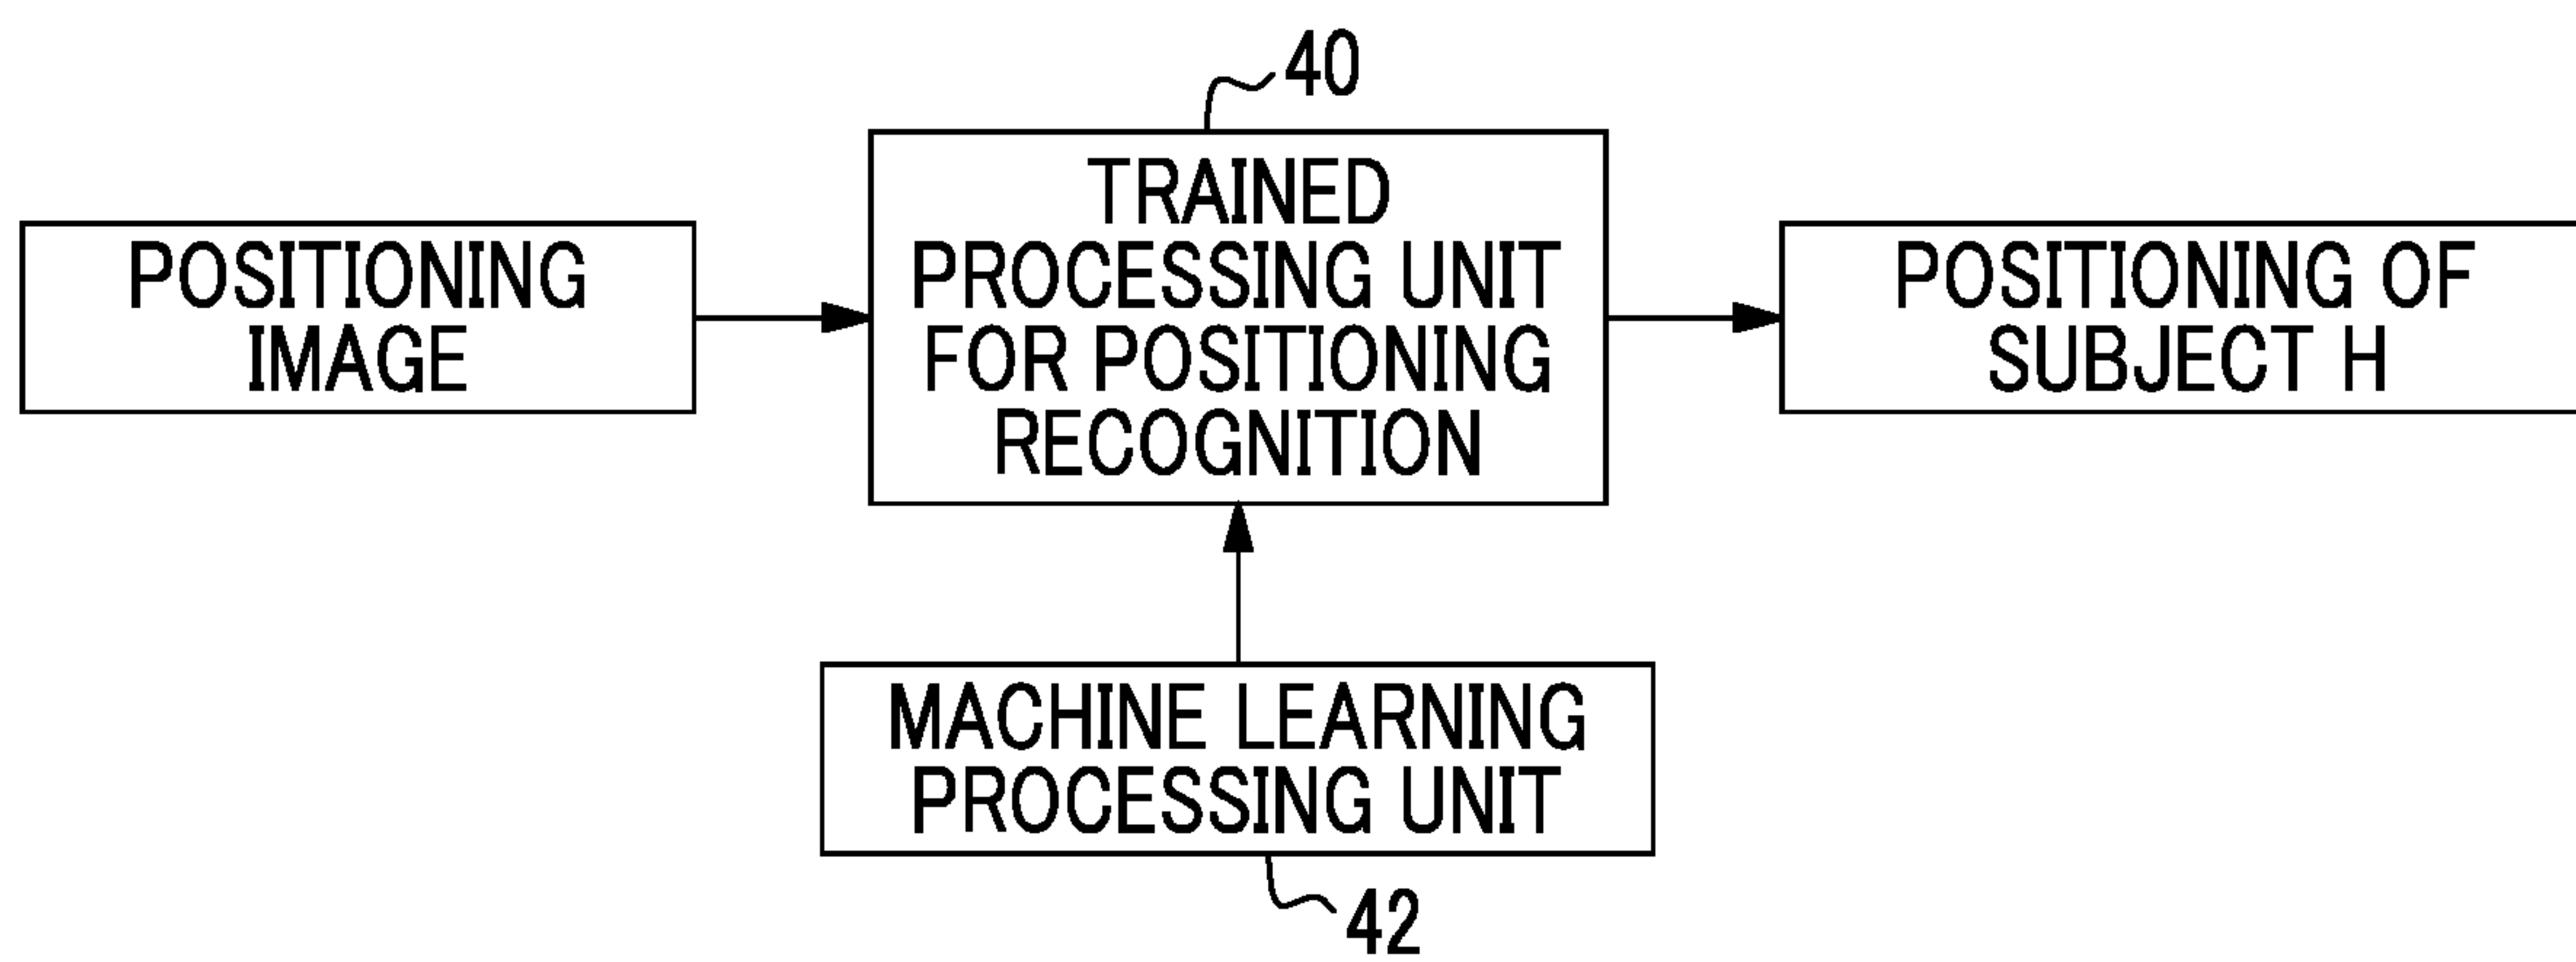 40
POSITIONING
IMAGE
TRAINED
PROCESSING UNIT
FOR POSITIONING
RECOGNITION
POSITIONING OF
SUBJECT H
MACHINE LEARNING
PROCESSING UNIT
42